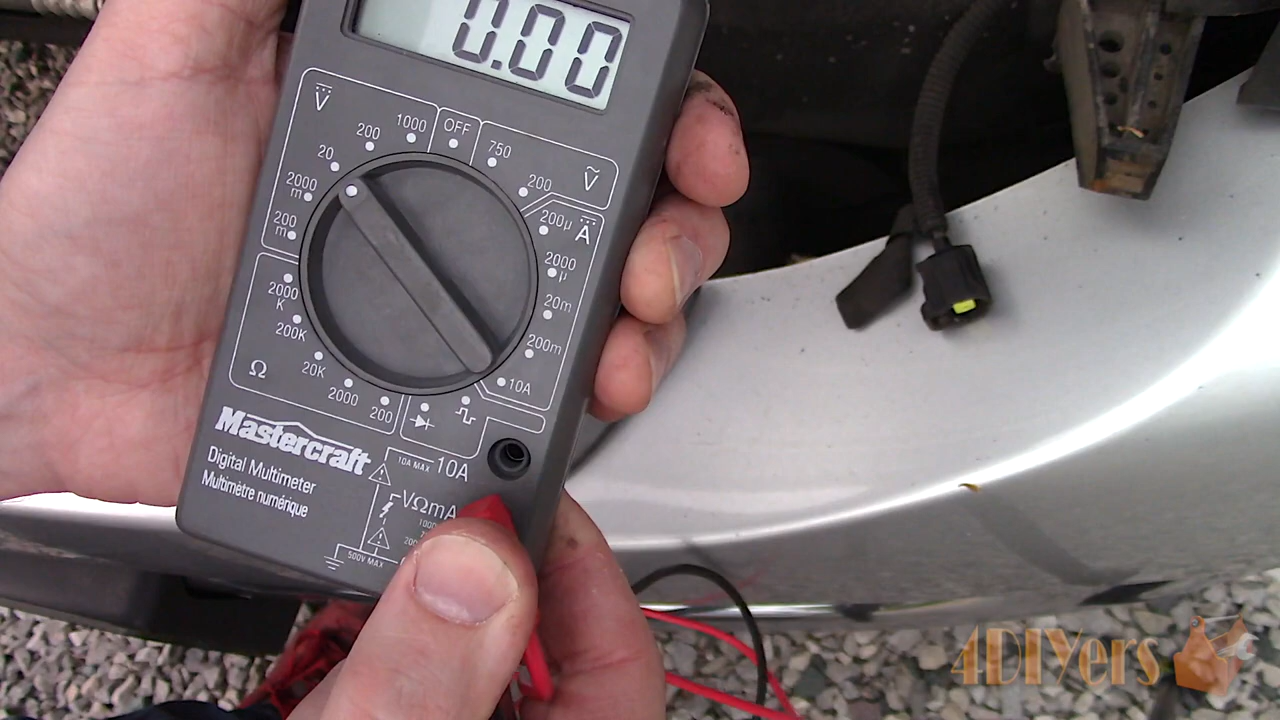 0.00
V
1000
OFF
750
200
20
2000
m
200
m
V
200
200µ
A
2000
µ
20m
200m
10A
2000
K
200K
20K
2000
200
Ω
Mastercraft
Digital Multimeter
Multimètre numérique
10A MAX
10A
VΩmA
500V MAX
4DIYers